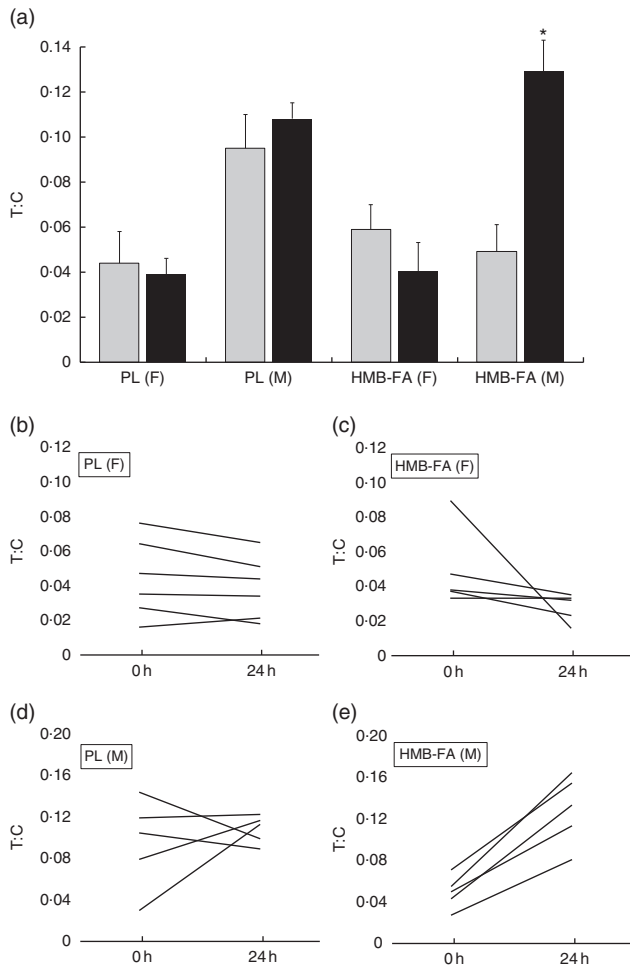 (a)
0·14
*
0·12
0·10
0·08
T:C
0·06
0·04
0·02
0
PL (F) PL (M) HMB-FA (F) HMB-FA (M)
(b)
0·12
PL (F)
0·10
0·08
T:C
0·06
0·04
0·02
0
0 h 24 h
(c)
0·12
HMB-FA (F)
0·10
0·08
T:C
0·06
0·04
0·02
0
0 h 24 h
(d)
0·20
PL (M)
0·16
0·12
T:C
0·08
0·04
0
0 h 24 h
(e)
0·20
HMB-FA (M)
0·16
0·12
T:C
0·08
0·04
0
0 h 24 h